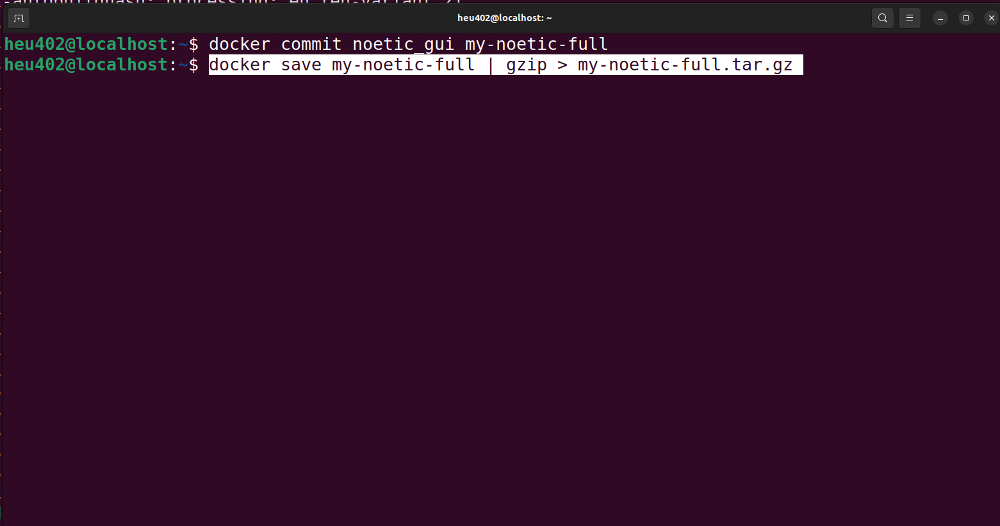 heu402@localhost: ~
heu402@localhost:~$ docker commit noetic_gui my-noetic-full
heu402@localhost:~$ docker save my-noetic-full | gzip > my-noetic-full.tar.gz